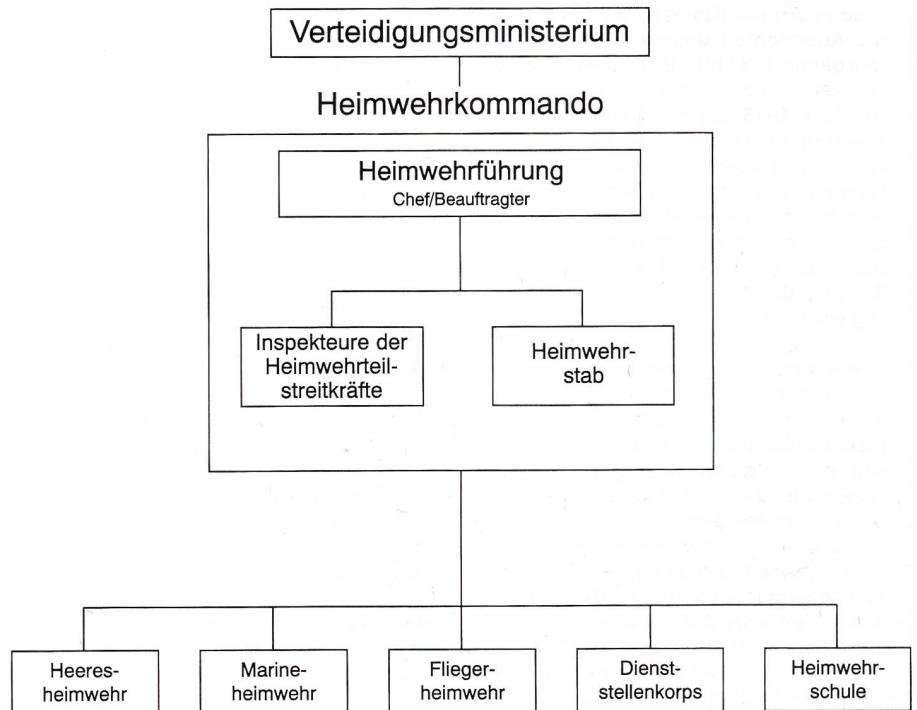 Verteidigungsministerium
Heimwehrkommando
Heimwehrführung
Chef/Beauftragter
Inspekteure der
Heimwehrteil-
streitkräfte
Heimwehr-
stab
Heeres-
heimwehr
Marine-
heimwehr
Flieger-
heimwehr
Dienst-
stellenkorps
Heimwehr-
schule